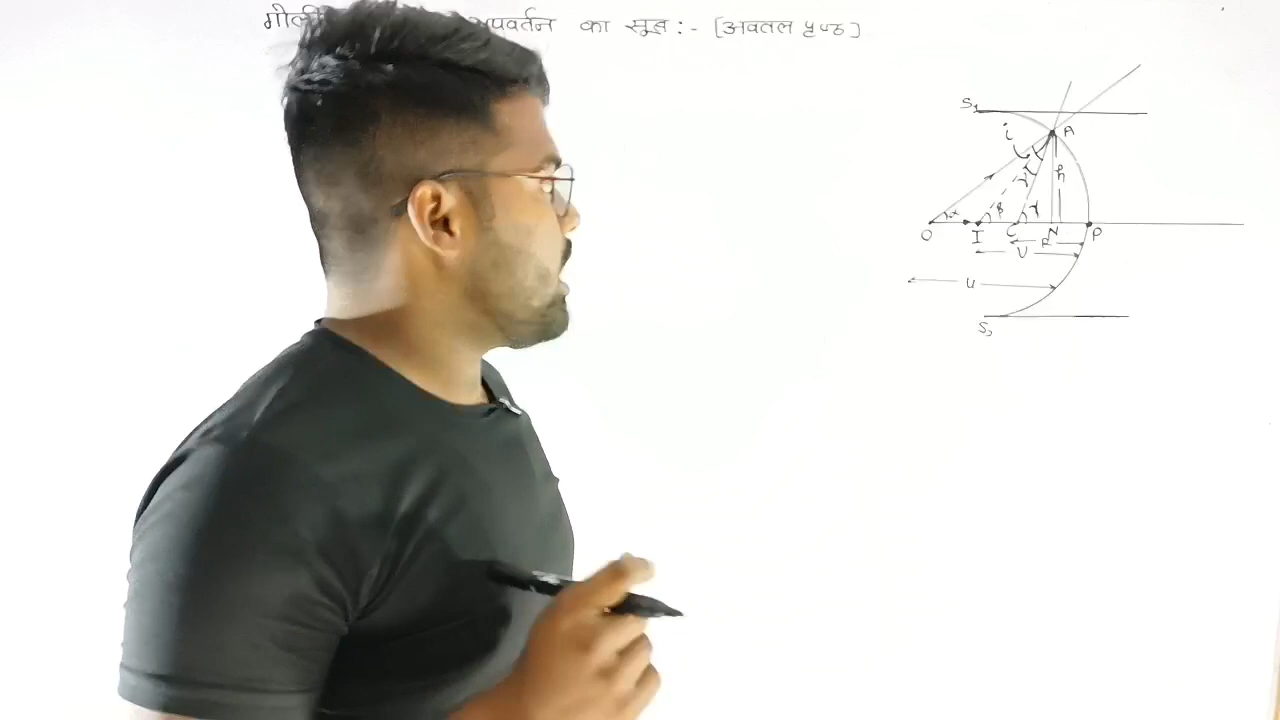 अपवर्तन का सूत्र :- [अवतल पृष्ठ]
S₁
i
A
r
h
α
β
γ
O
I
C
N
P
R
U
u
S₂